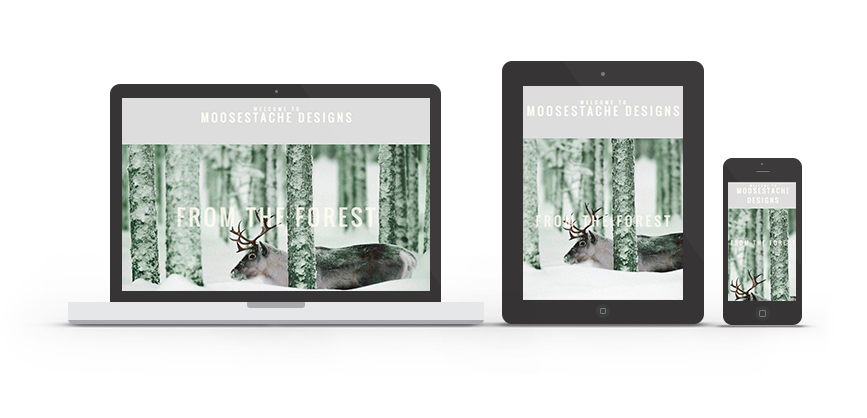 WELCOME TO
MOOSESTACHE DESIGNS
FROM THE FOREST
WELCOME TO
MOOSESTACHE DESIGNS
FROM THE FOREST
MOOSESTACHE
DESIGNS
FROM THE FOREST